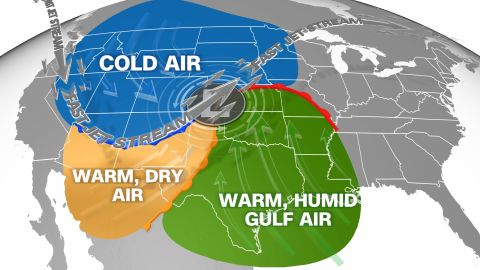 FAST JET STREAM
COLD AIR
FAST JET STREAM
FAST JET STREAM
WARM, DRY
AIR
WARM, HUMID
GULF AIR